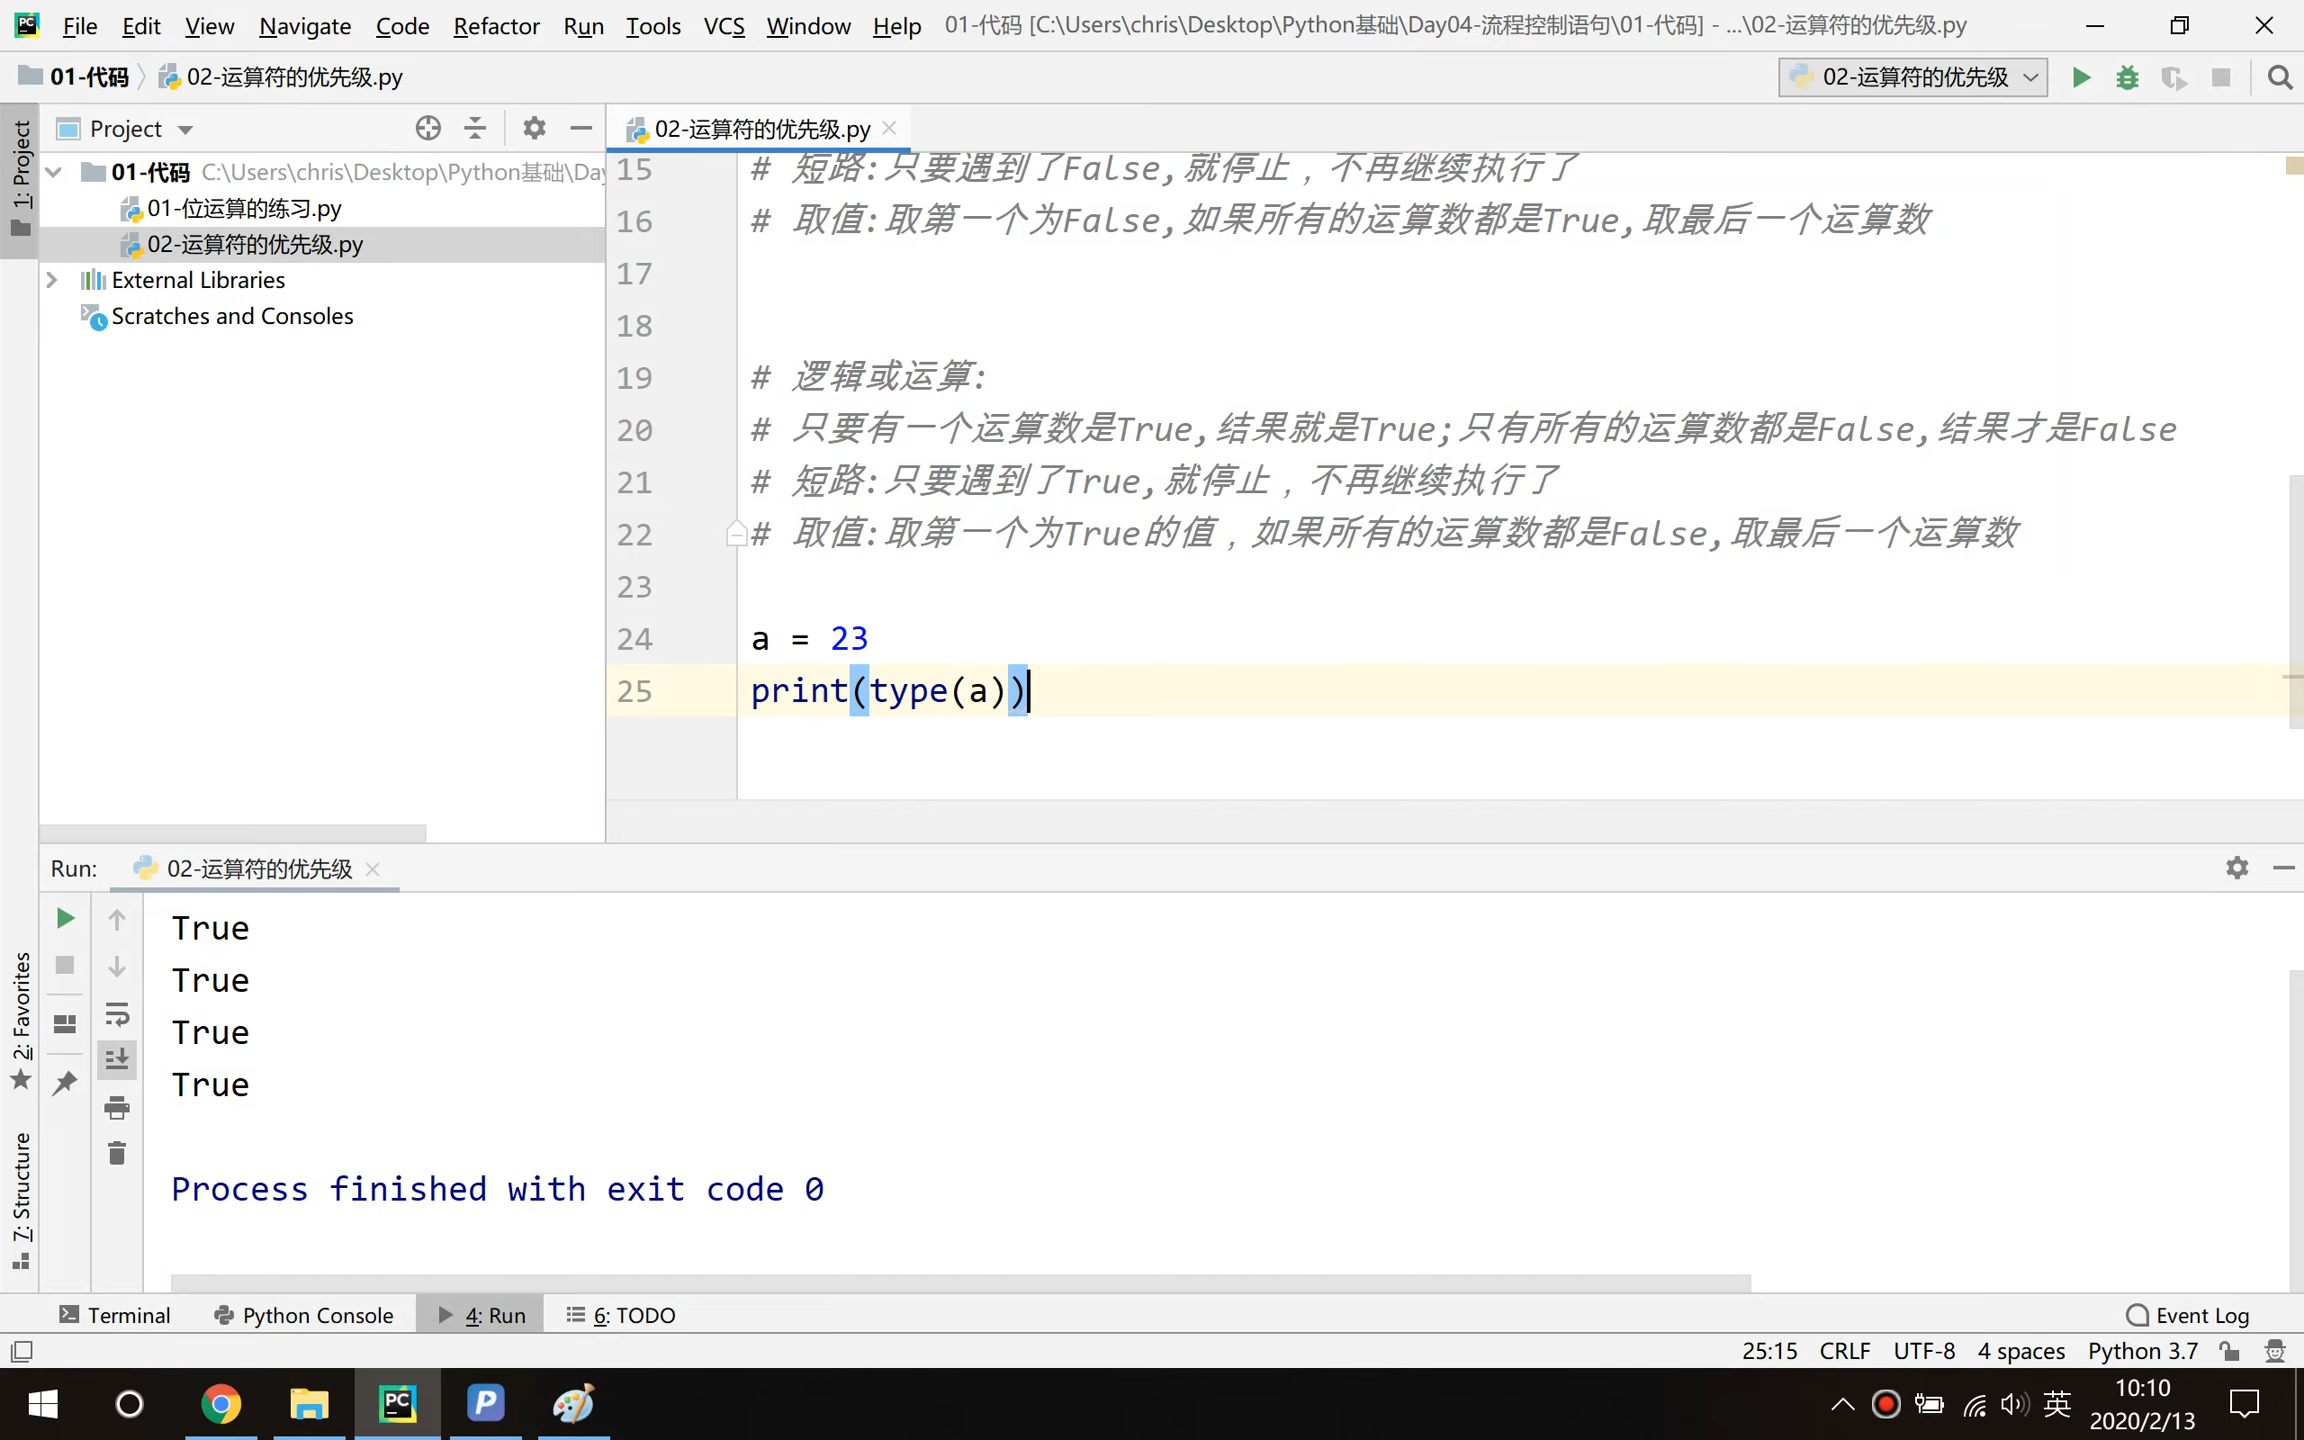 File Edit View Navigate Code Refactor Run Tools VCS Window Help 01-代码 [C:\Users\chris\Desktop\Python基础\Day04-流程控制语句\01-代码] - ...\02-运算符的优先级.py
01-代码 02-运算符的优先级.py 02-运算符的优先级
1: Project
Project
01-代码 C:\Users\chris\Desktop\Python基础\Day
01-位运算的练习.py
02-运算符的优先级.py
External Libraries
Scratches and Consoles
02-运算符的优先级.py
15 # 短路:只要遇到了False,就停止，不再继续执行了
16 # 取值:取第一个为False,如果所有的运算数都是True,取最后一个运算数
17
18
19 # 逻辑或运算:
20 # 只要有一个运算数是True,结果就是True;只有所有的运算数都是False,结果才是False
21 # 短路:只要遇到了True,就停止，不再继续执行了
22 # 取值:取第一个为True的值，如果所有的运算数都是False,取最后一个运算数
23
24 a = 23
25 print(type(a))
Run: 02-运算符的优先级
True
True
True
True
Process finished with exit code 0
2: Favorites
7: Structure
Terminal Python Console 4: Run 6: TODO Event Log
25:15 CRLF UTF-8 4 spaces Python 3.7
英 10:10
2020/2/13